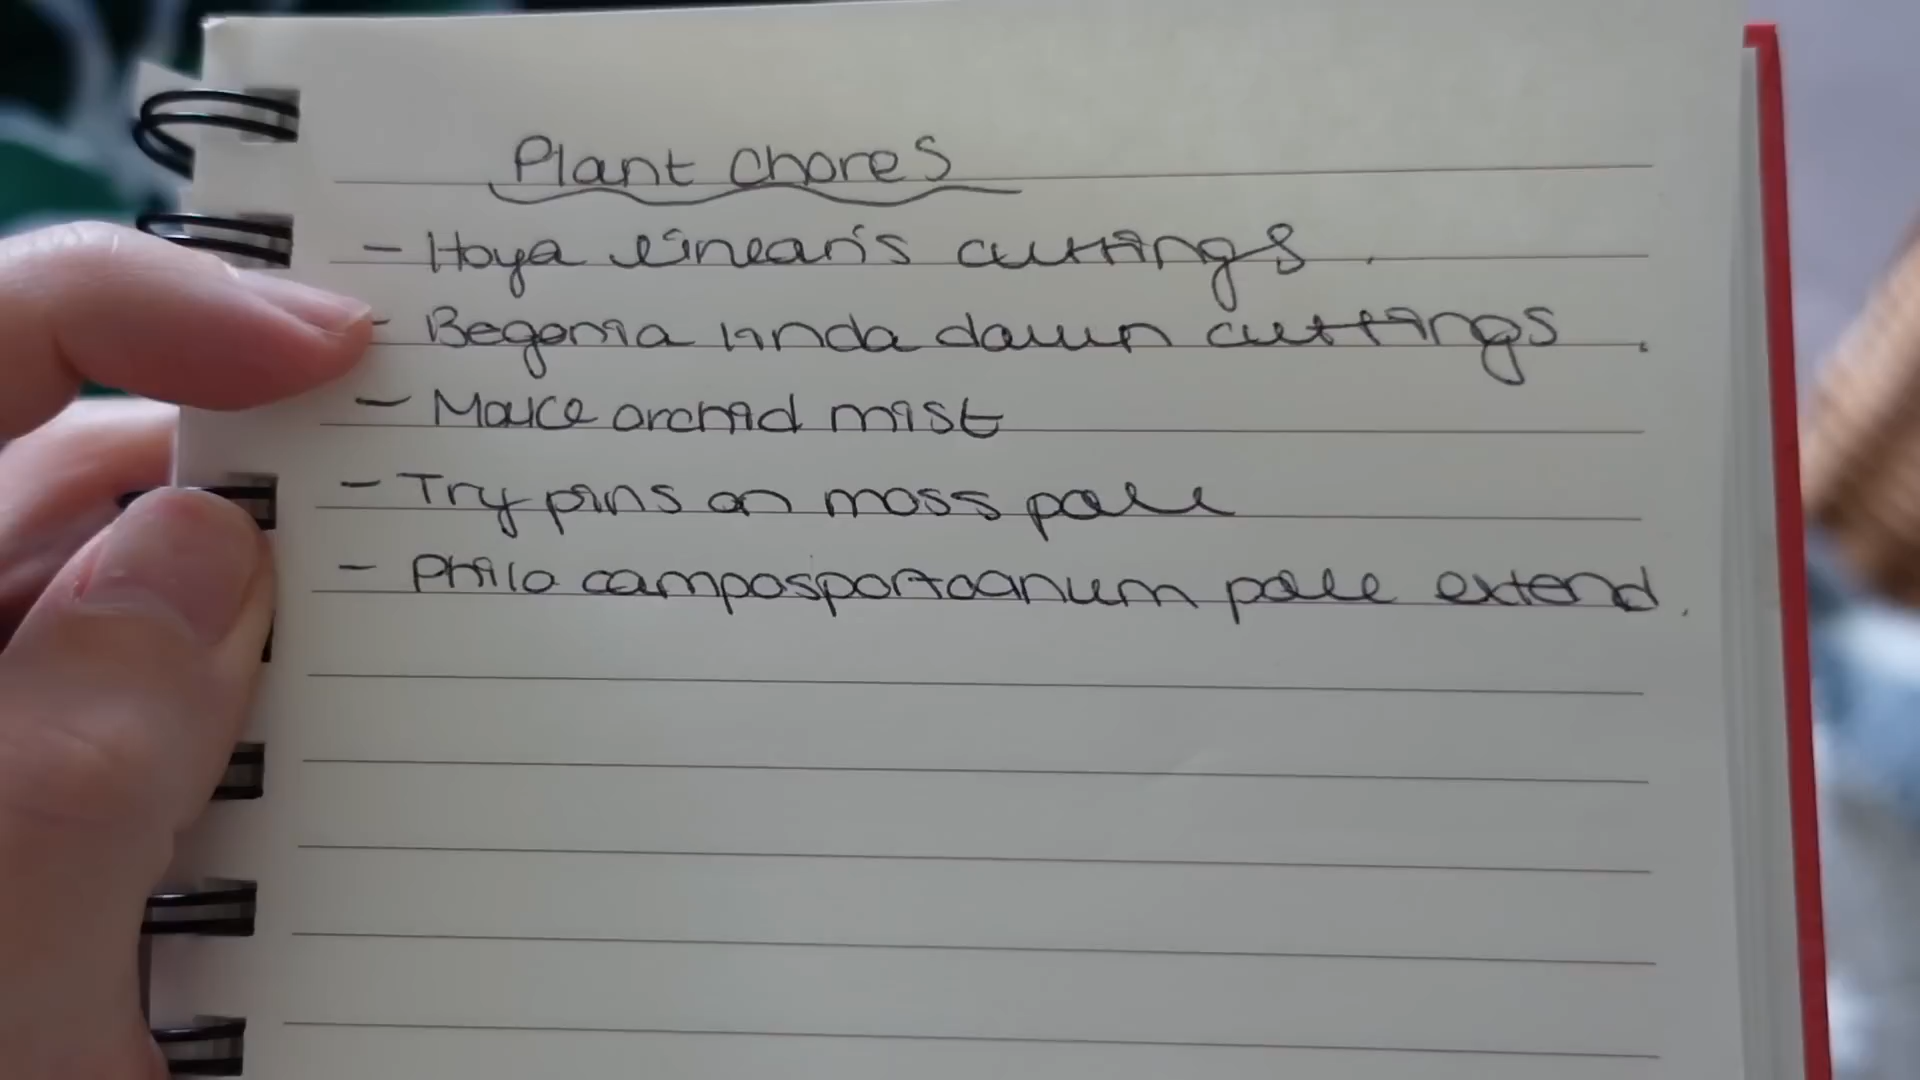 Plant Chores
- Hoya linearis cuttings.
- Begonia linda dawn cuttings.
- Make orchid mist
- Try pins on moss pole
- Philo camposportoanum pole extend.